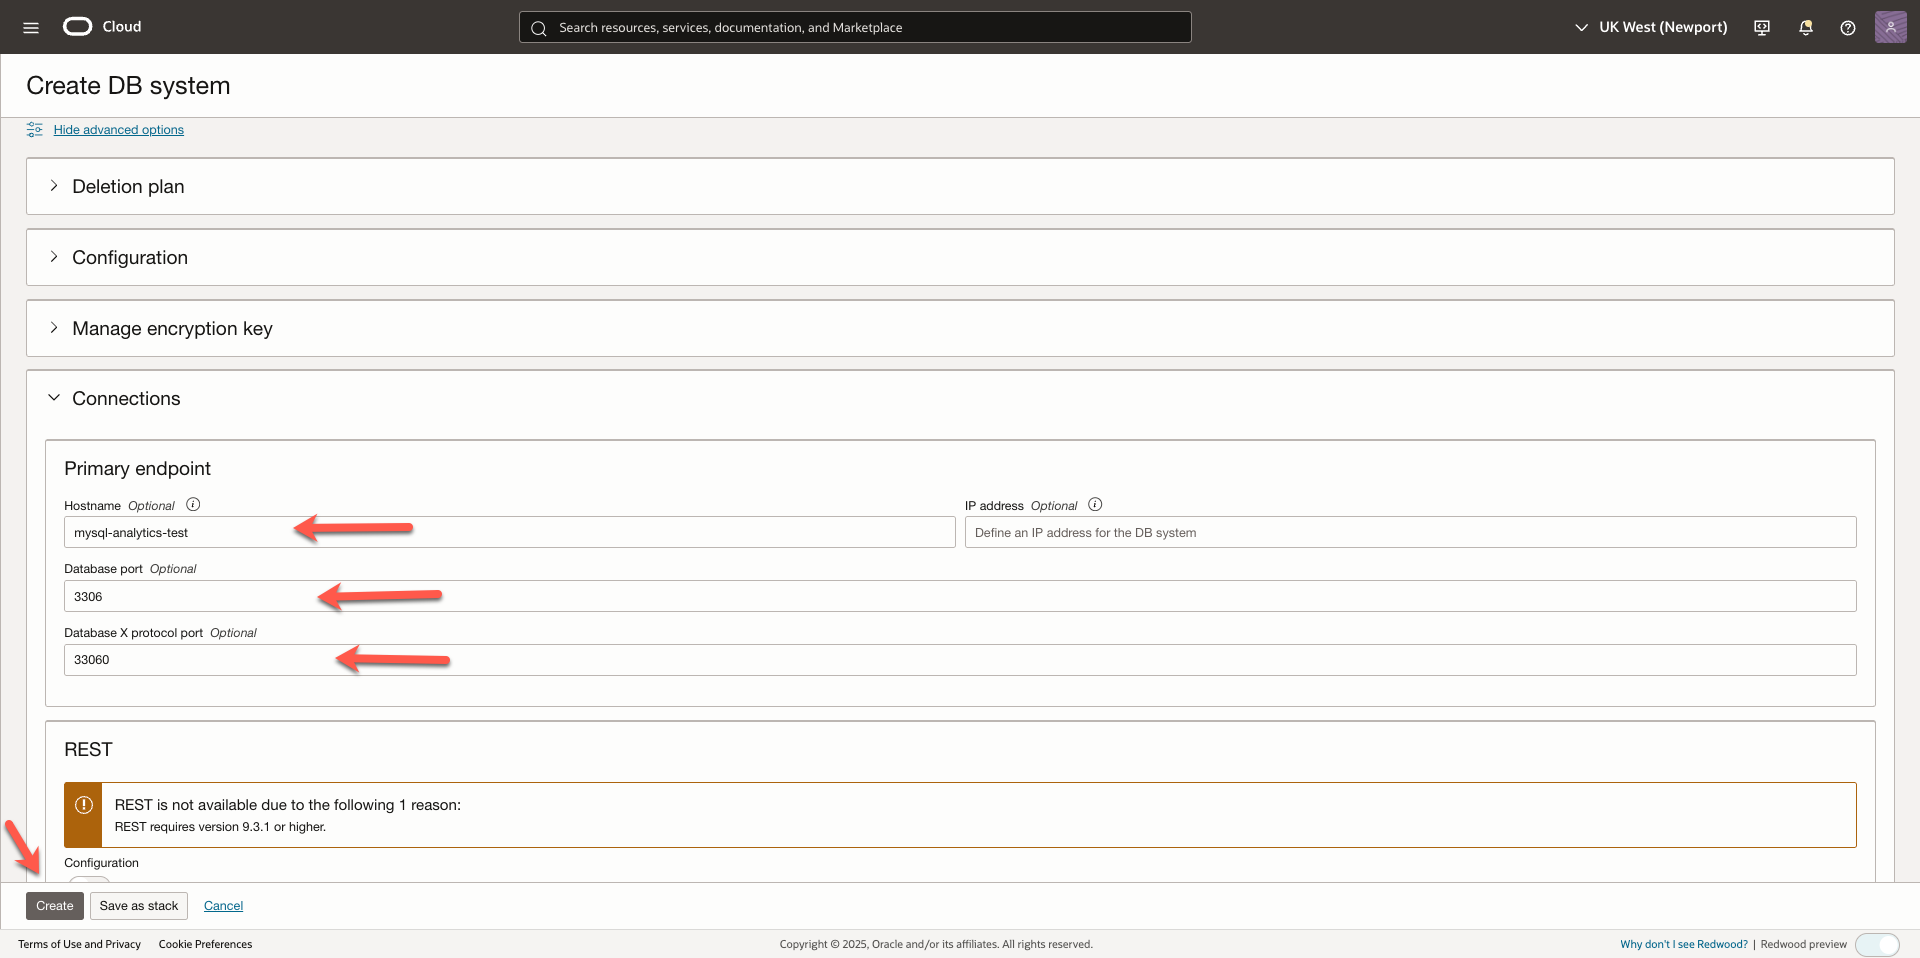 Cloud
Search resources, services, documentation, and Marketplace
UK West (Newport)
Create DB system
Hide advanced options
Deletion plan
Configuration
Manage encryption key
Connections
Primary endpoint
Hostname Optional
mysql-analytics-test
IP address Optional
Define an IP address for the DB system
Database port Optional
3306
Database X protocol port Optional
33060
REST
REST is not available due to the following 1 reason:
REST requires version 9.3.1 or higher.
Configuration
Create
Save as stack
Cancel
Terms of Use and Privacy
Cookie Preferences
Copyright © 2025, Oracle and/or its affiliates. All rights reserved.
Why don't I see Redwood? | Redwood preview